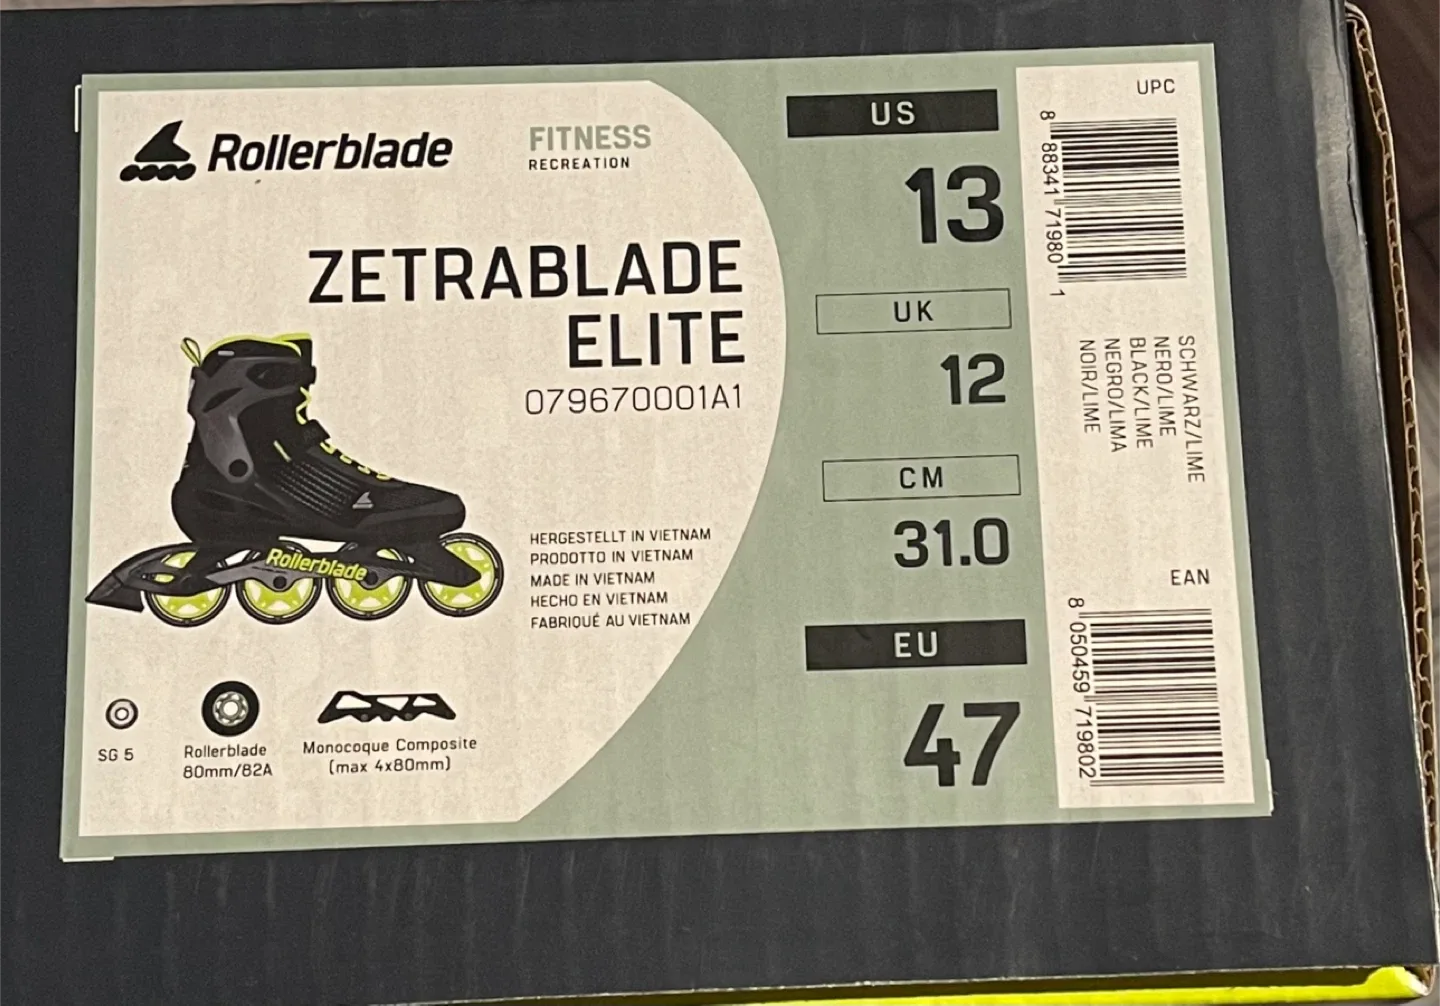 Rollerblade
FITNESS
RECREATION
ZETRABLADE
ELITE
079670001A1
Rollerblade
HERGESTELLT IN VIETNAM
PRODOTTO IN VIETNAM
MADE IN VIETNAM
HECHO EN VIETNAM
FABRIQUÉ AU VIETNAM
SG 5
Rollerblade
80mm/82A
Monocoque Composite
(max 4x80mm)
US
13
UK
12
CM
31.0
EU
47
UPC
8 88341 71980 1
SCHWARZ/LIME
NERO/LIME
BLACK/LIME
NEGRO/LIMA
NOIR/LIME
EAN
8 050459 719802